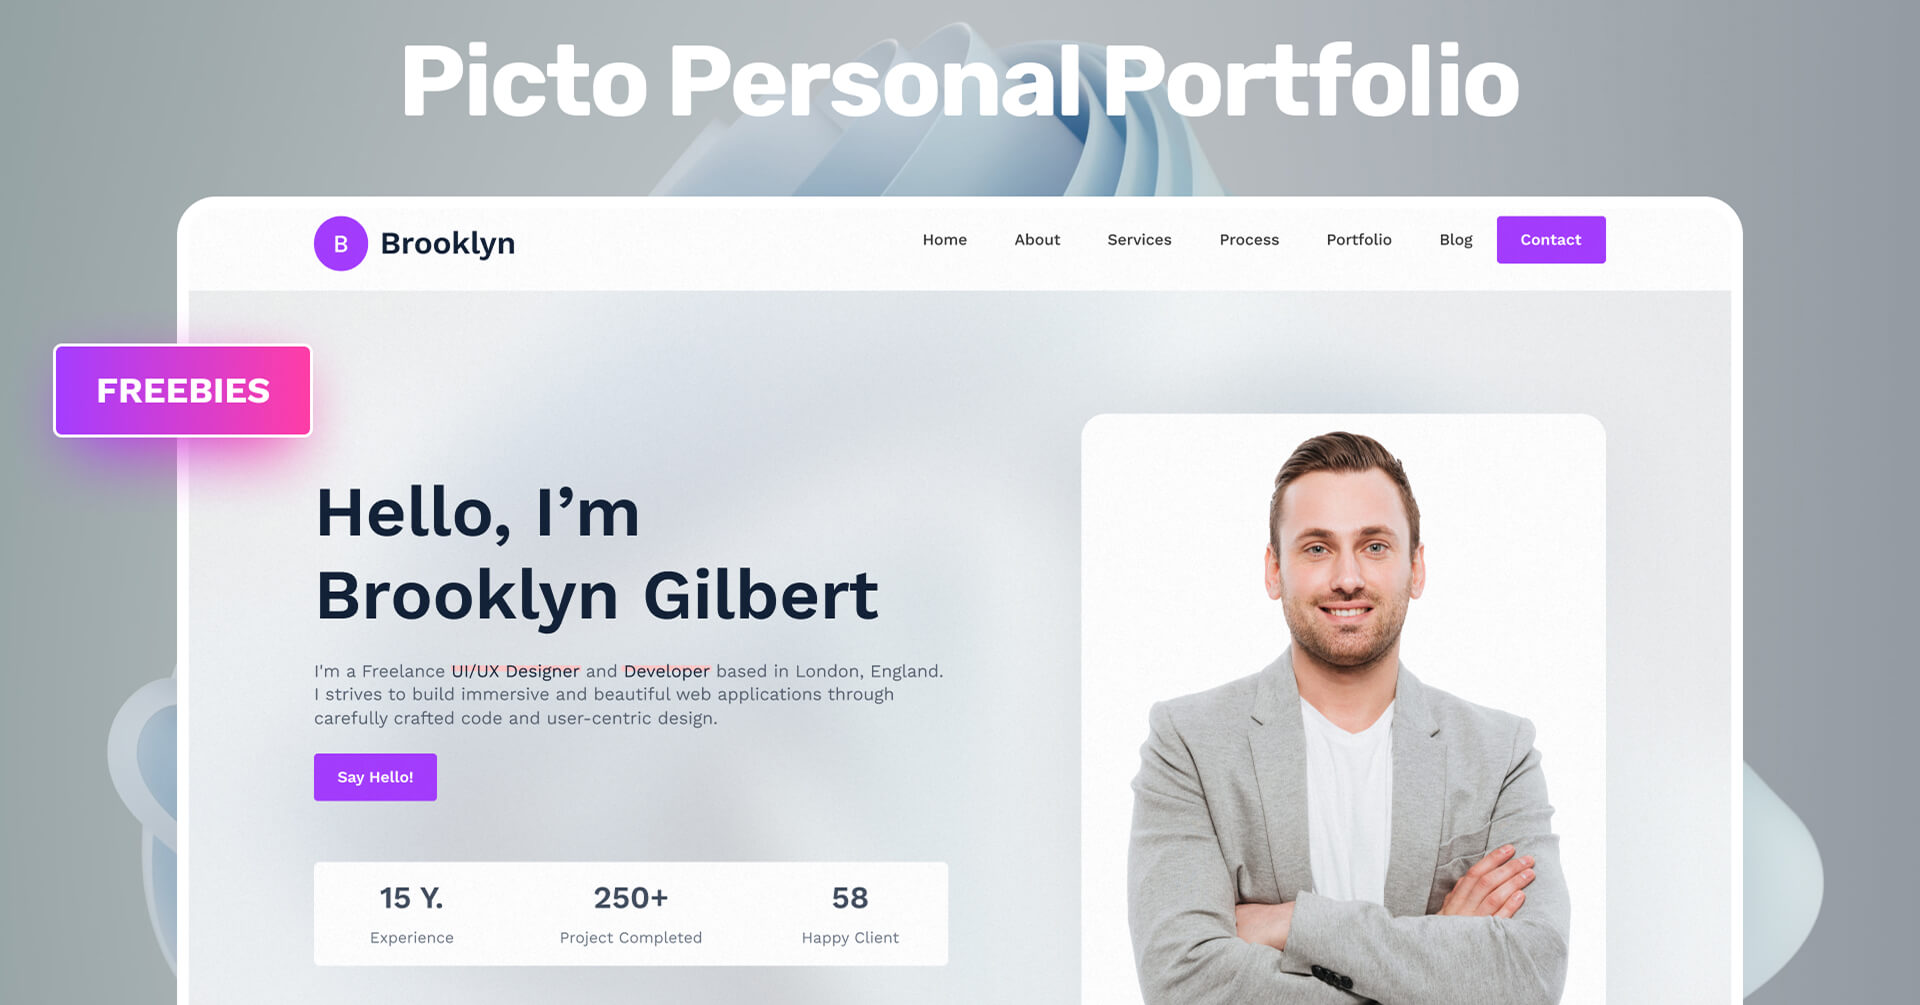 Picto Personal Portfolio
B Brooklyn
Home About Services Process Portfolio Blog Contact
FREEBIES
Hello, I’m
Brooklyn Gilbert
I'm a Freelance UI/UX Designer and Developer based in London, England.
I strives to build immersive and beautiful web applications through
carefully crafted code and user-centric design.
Say Hello!
15 Y. 250+ 58
Experience Project Completed Happy Client